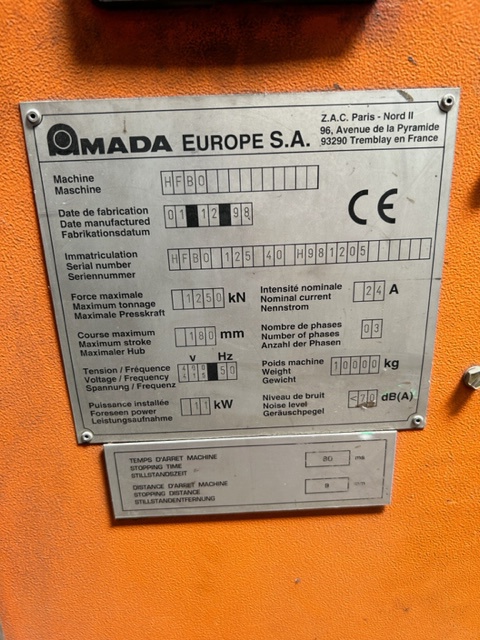 AMADA EUROPE S.A.
Z.A.C. Paris - Nord II
96, Avenue de la Pyramide
93290 Tremblay en France
Machine
Maschine
HFBO
CE
Date de fabrication
Date manufactured
Fabrikationsdatum
01 12 98
Immatriculation
Serial number
Seriennummer
HFBO 125 40 H981205
Force maximale
Maximum tonnage
Maximale Presskraft
1250 kN
Intensité nominale
Nominal current
Nennstrom
24 A
Course maximum
Maximum stroke
Maximaler Hub
180 mm
Nombre de phases
Number of phases
Anzahl der Phasen
03
V Hz
Tension / Fréquence
Voltage / Frequency
Spannung / Frequenz
50
Poids machine
Weight
Gewicht
10000 kg
Puissance installée
Foreseen power
Leistungsaufnahme
11 kW
Niveau de bruit
Noise level
Geräuschpegel
<70 dB(A)
TEMPS D'ARRET MACHINE
STOPPING TIME
STILLSTANDSZEIT
80 ms
DISTANCE D'ARRET MACHINE
STOPPING DISTANCE
STILLSTANDENTFERNUNG
mm